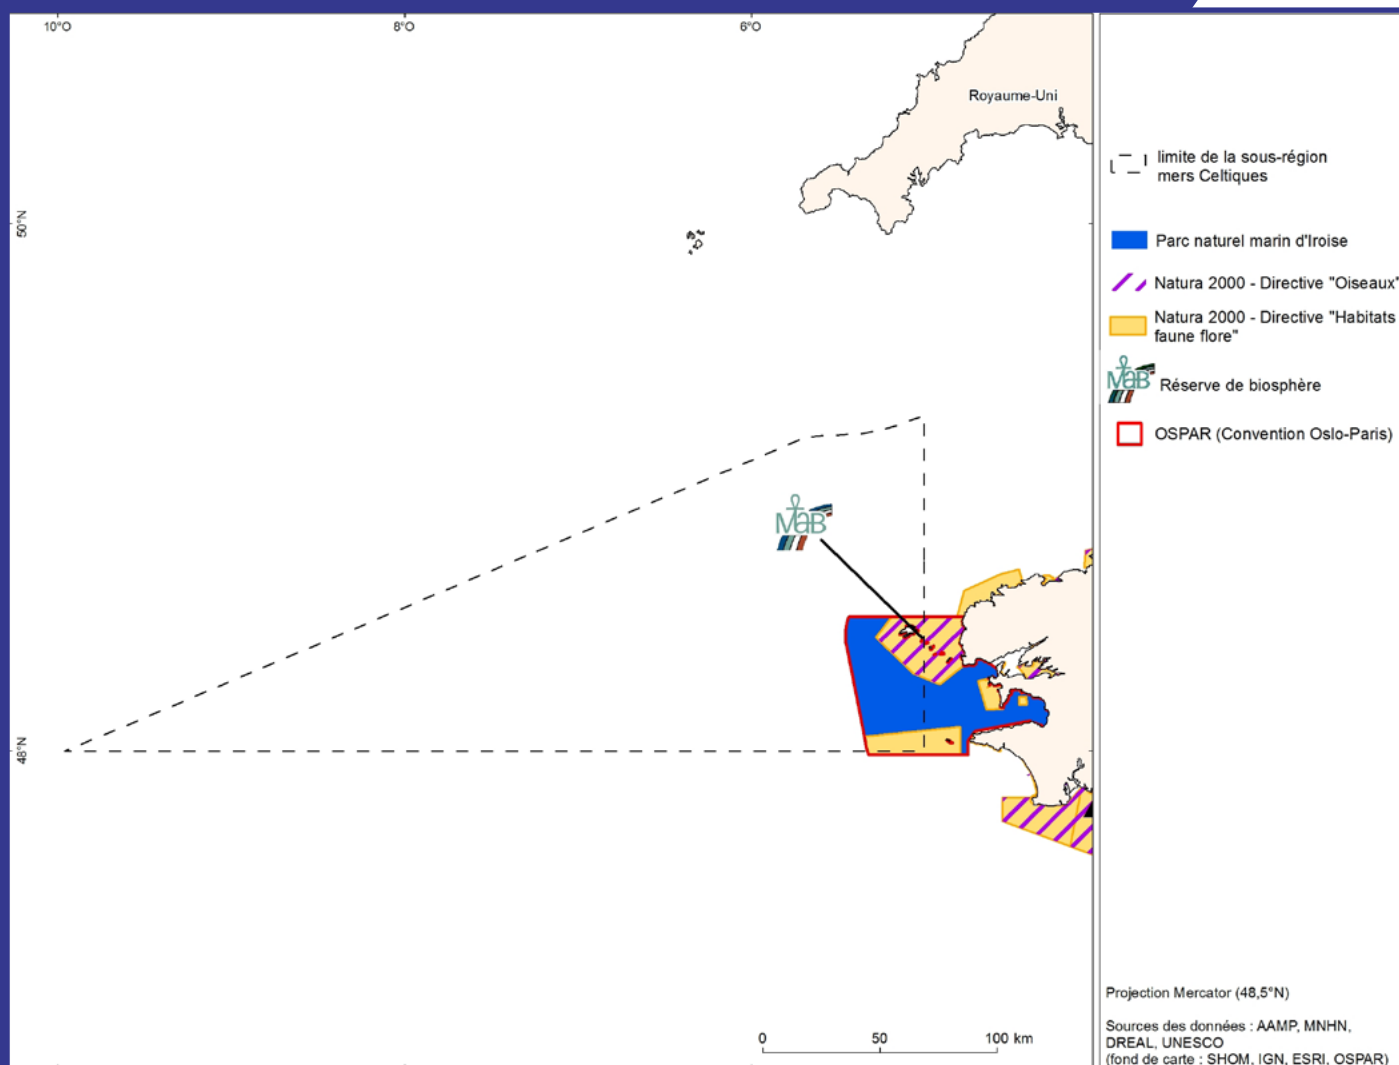 10°O
8°O
6°O
50°N
48°N
Royaume-Uni
MaB
0
50
100 km
limite de la sous-région
mers Celtiques
Parc naturel marin d'Iroise
Natura 2000 - Directive "Oiseaux"
Natura 2000 - Directive "Habitats
faune flore"
MaB
Réserve de biosphère
OSPAR (Convention Oslo-Paris)
Projection Mercator (48,5°N)
Sources des données : AAMP, MNHN,
DREAL, UNESCO
(fond de carte : SHOM, IGN, ESRI, OSPAR)